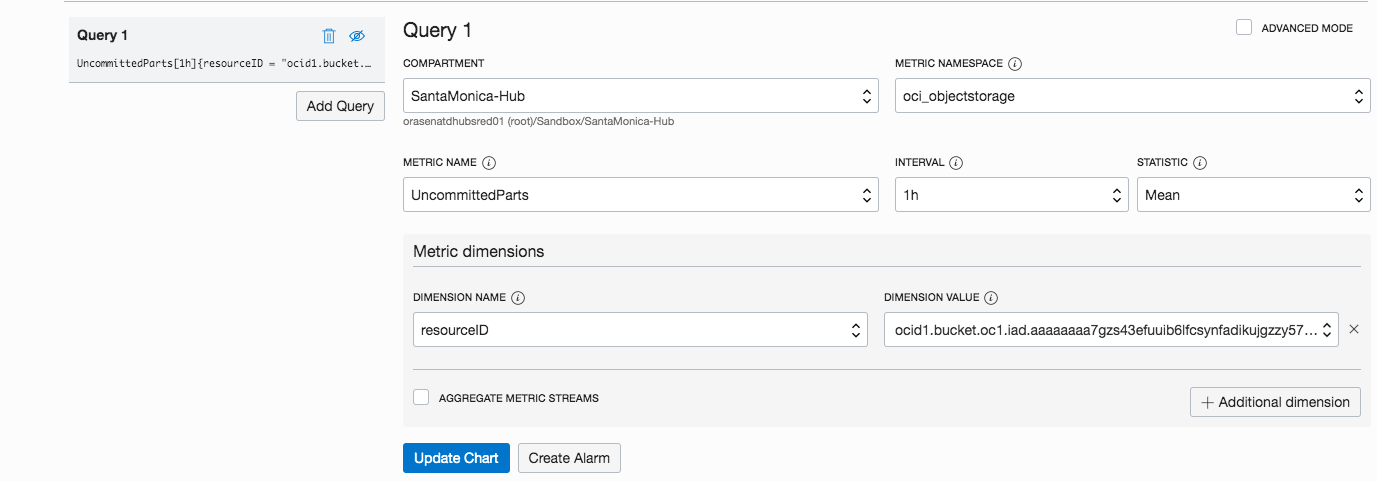 Query 1
UncommittedParts[1h]{resourceID = "ocid1.bucket....
Add Query
Query 1
ADVANCED MODE
COMPARTMENT
METRIC NAMESPACE
SantaMonica-Hub
oci_objectstorage
orasenatdhubsred01 (root)/Sandbox/SantaMonica-Hub
METRIC NAME
INTERVAL
STATISTIC
UncommittedParts
1h
Mean
Metric dimensions
DIMENSION NAME
DIMENSION VALUE
resourceID
ocid1.bucket.oc1.iad.aaaaaaaa7gzs43efuuib6lfcsynfadikujgzzy57...
AGGREGATE METRIC STREAMS
+ Additional dimension
Update Chart
Create Alarm